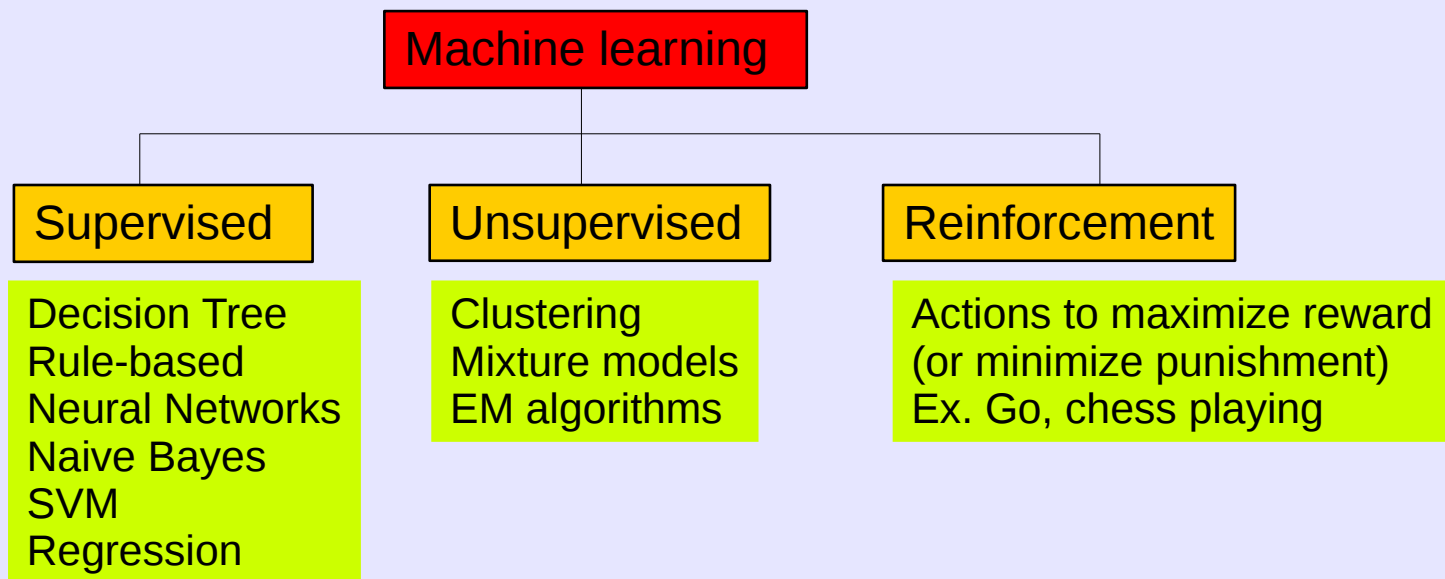 Machine learning
Supervised
Unsupervised
Reinforcement
Decision Tree
Rule-based
Neural Networks
Naive Bayes
SVM
Regression
Clustering
Mixture models
EM algorithms
Actions to maximize reward
(or minimize punishment)
Ex. Go, chess playing